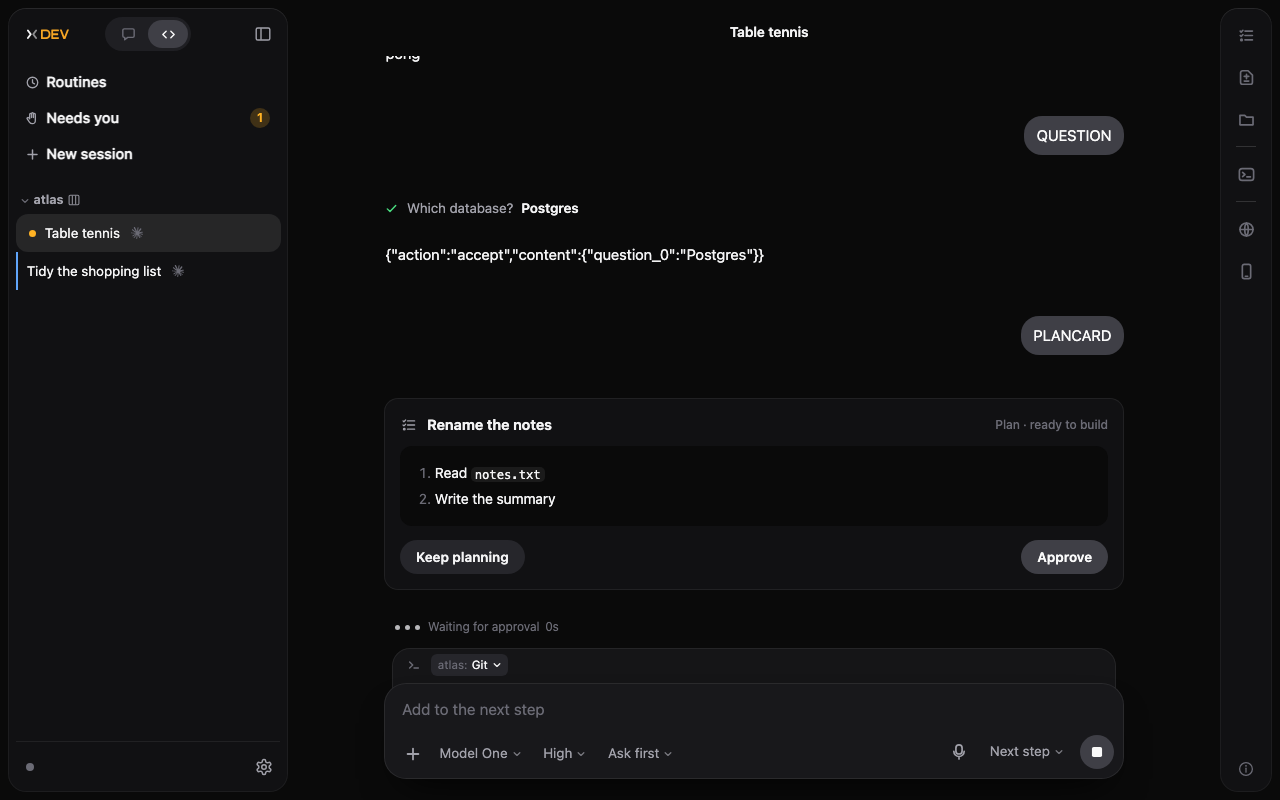 DEV
Routines
Needs you
1
New session
atlas
Table tennis
Tidy the shopping list
Table tennis
pong
QUESTION
Which database? Postgres
{"action":"accept","content":{"question_0":"Postgres"}}
PLANCARD
Rename the notes
Plan · ready to build
1. Read notes.txt
2. Write the summary
Keep planning
Approve
Waiting for approval 0s
atlas: Git
Add to the next step
Model One
High
Ask first
Next step